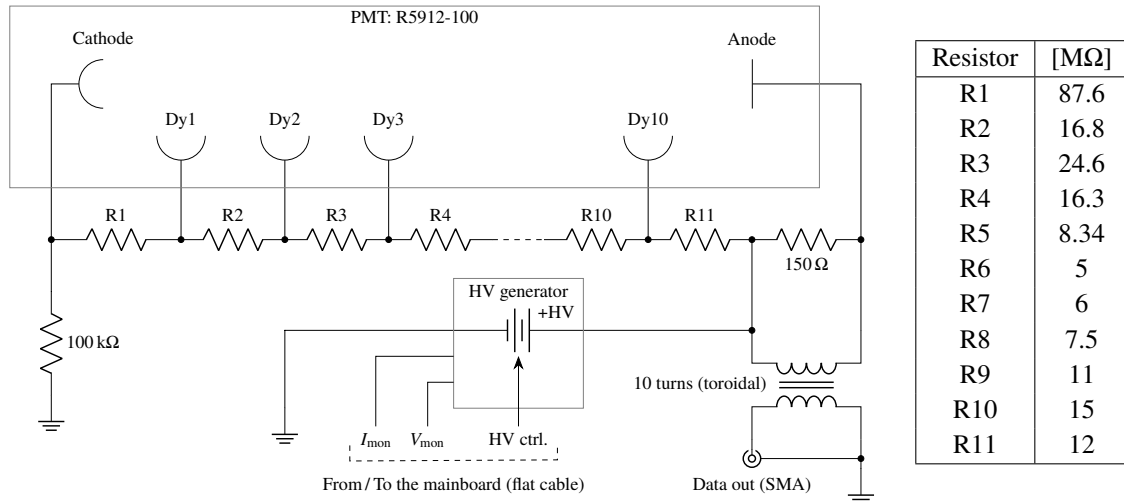 PMT: R5912-100
Cathode
Anode
Dy1
Dy2
Dy3
Dy10
R1
R2
R3
R4
R10
R11
150 Ω
HV generator
+HV
100 kΩ
10 turns (toroidal)
Imon
Vmon
HV ctrl.
From / To the mainboard (flat cable)
Data out (SMA)
Resistor [MΩ]
R1 87.6
R2 16.8
R3 24.6
R4 16.3
R5 8.34
R6 5
R7 6
R8 7.5
R9 11
R10 15
R11 12